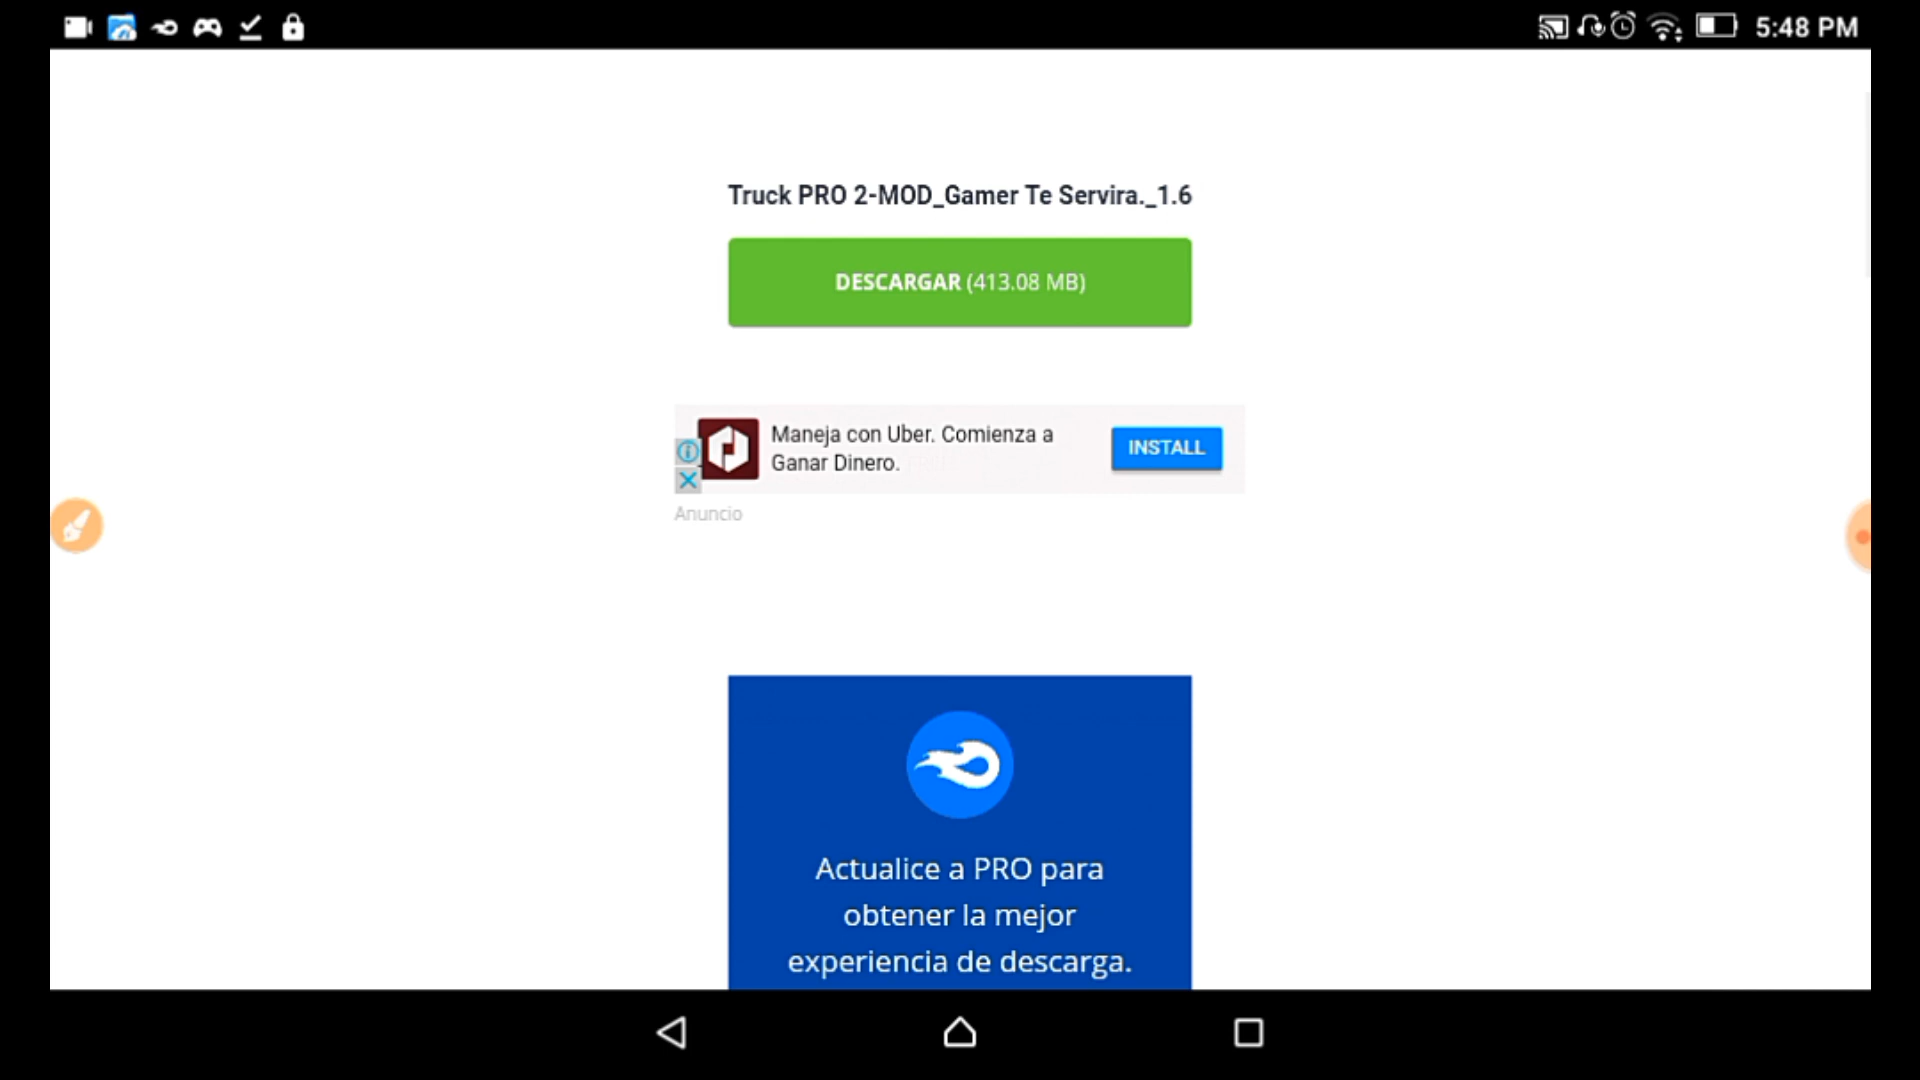 5:48 PM
Truck PRO 2-MOD_Gamer Te Servira._1.6
DESCARGAR (413.08 MB)
Maneja con Uber. Comienza a
Ganar Dinero.
INSTALL
Anuncio
Actualice a PRO para
obtener la mejor
experiencia de descarga.